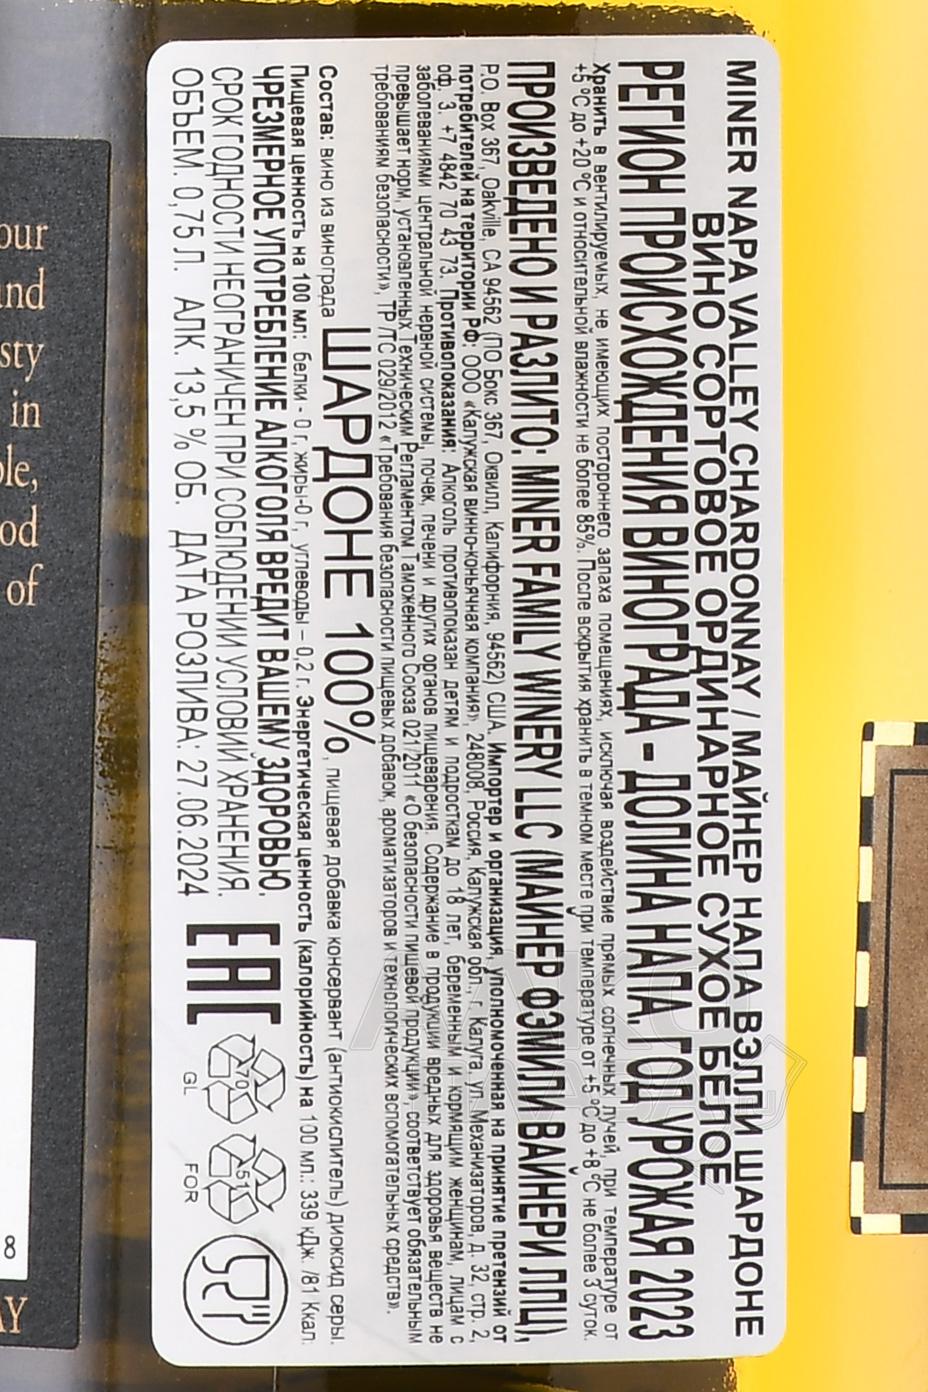 MINER NAPA VALLEY CHARDONNAY / МАЙНЕР НАПА ВЭЛЛИ ШАРДОНЕ
ВИНО СОРТОВОЕ ОРДИНАРНОЕ СУХОЕ БЕЛОЕ
РЕГИОН ПРОИСХОЖДЕНИЯ ВИНОГРАДА - ДОЛИНА НАПА. ГОД УРОЖАЯ 2023
Хранить в вентилируемых, не имеющих постороннего запаха помещениях, исключая воздействие прямых солнечных лучей, при температуре от
+5 °С до +20 °С и относительной влажности не более 85%. После вскрытия хранить в темном месте при температуре от +5 °С до +8 °С не более 3 суток.
ПРОИЗВЕДЕНО И РАЗЛИТО: MINER FAMILY WINERY LLC (МАЙНЕР ФЭМИЛИ ВАЙНЕРИ ЛЛЦ),
P.O. Box 367, Oakville, CA 94562 (ПО Бокс 367, Оквилл, Калифорния, 94562) США. Импортер и организация, уполномоченная на принятие претензий от
потребителей на территории РФ: ООО «Калужская винно-коньячная компания», 248008, Россия, Калужская обл., г. Калуга, ул. Механизаторов, д. 32, стр. 2,
оф. 3, +7 4842 70 43 73. Противопоказания: Алкоголь противопоказан детям и подросткам до 18 лет, беременным и кормящим женщинам, лицам с
заболеваниями центральной нервной системы, почек, печени и других органов пищеварения. Содержание в продукции вредных для здоровья веществ не
превышает норм, установленных Техническим Регламентом Таможенного Союза 021/2011 «О безопасности пищевой продукции», соответствует обязательным
требованиям безопасности», ТР/ТС 029/2012 «Требования безопасности пищевых добавок, ароматизаторов и технологических вспомогательных средств».
Состав: вино из винограда ШАРДОНЕ 100%, пищевая добавка консервант (антиокислитель) диоксид серы.
Пищевая ценность на 100 мл: белки - 0 г, жиры-0 г, углеводы – 0,2 г. Энергетическая ценность (калорийность) на 100 мл.: 339 кДж. /81 Ккал.
ЧРЕЗМЕРНОЕ УПОТРЕБЛЕНИЕ АЛКОГОЛЯ ВРЕДИТ ВАШЕМУ ЗДОРОВЬЮ.
СРОК ГОДНОСТИ НЕОГРАНИЧЕН ПРИ СОБЛЮДЕНИИ УСЛОВИЙ ХРАНЕНИЯ.
ОБЪЕМ. 0,75 Л. АЛК. 13,5 % ОБ. ДАТА РОЗЛИВА: 27.06.2024
EAC
70
GL
51
FOR
our
and
sty
in
ole,
od
of
8
AY